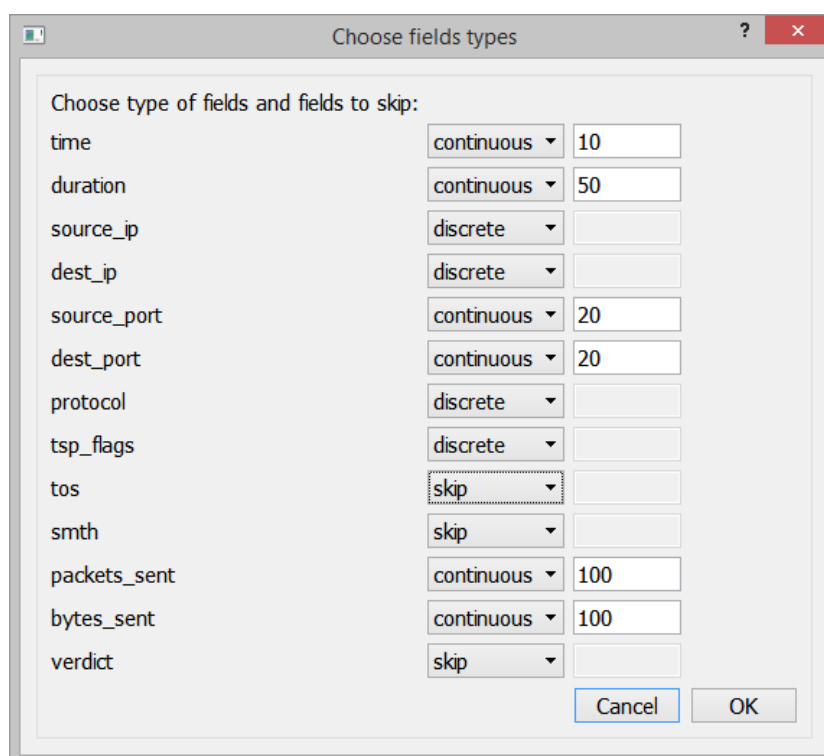 Choose fields types ? ×
Choose type of fields and fields to skip:
time continuous 10
duration continuous 50
source_ip discrete
dest_ip discrete
source_port continuous 20
dest_port continuous 20
protocol discrete
tsp_flags discrete
tos skip
smth skip
packets_sent continuous 100
bytes_sent continuous 100
verdict skip
Cancel OK